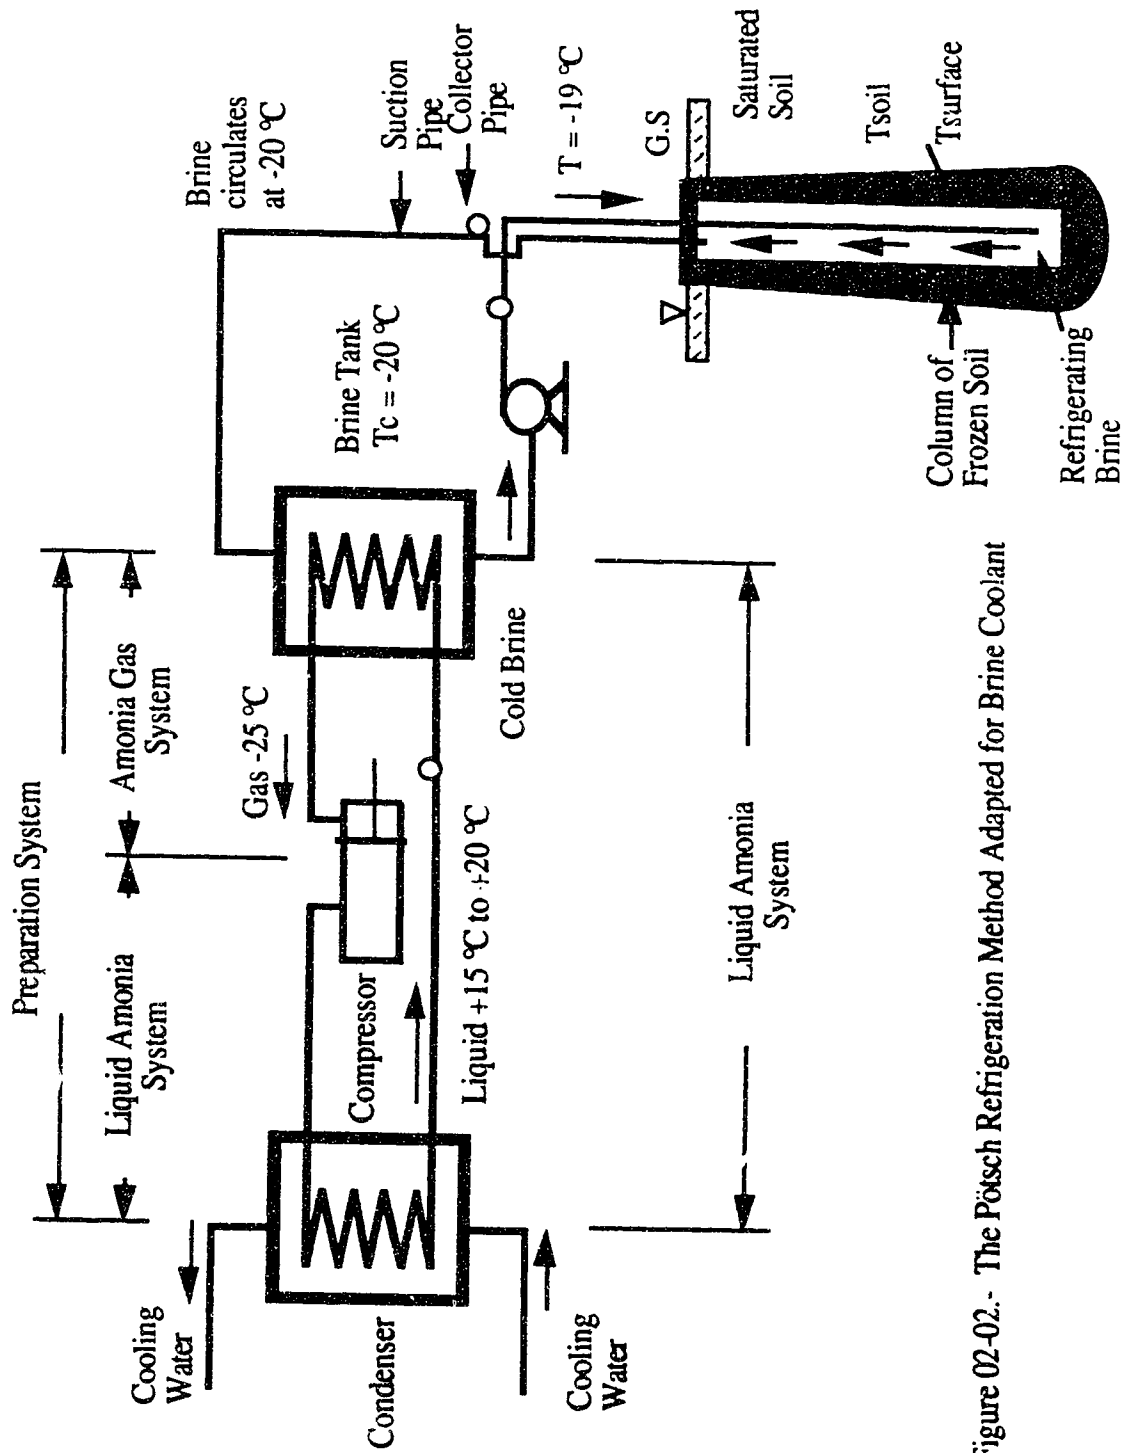 Preparation System
Liquid Amonia
System
Amonia Gas
System
Cooling
Water
Condenser
Cooling
Water
Compressor
Liquid +15 °C to +20 °C
Gas -25 °C
Cold Brine
Brine Tank
Tc = -20 °C
Brine
circulates
at -20 °C
Suction
Pipe
Collector
Pipe
T = -19 °C
G.S
Saturated
Soil
Tsoil
Tsurface
Column of
Frozen Soil
Refrigerating
Brine
Liquid Amonia
System
igure 02-02.- The Pötsch Refrigeration Method Adapted for Brine Coolant